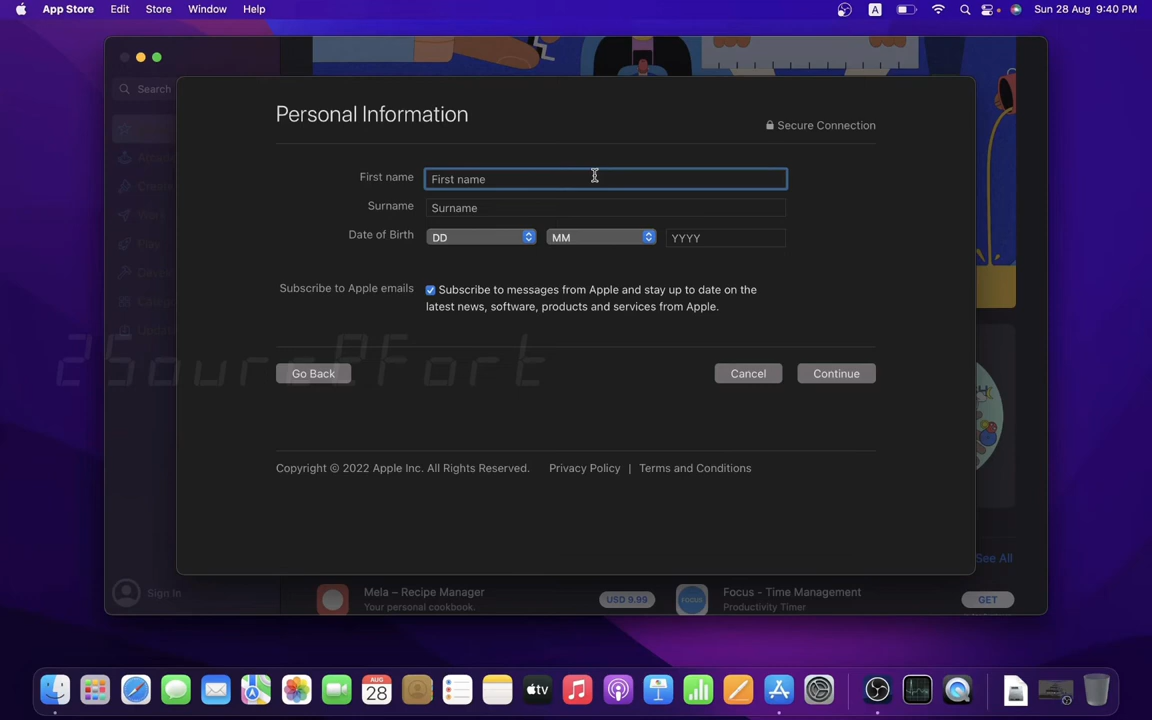 App Store Edit Store Window Help
A Sun 28 Aug 9:40 PM
Search
Personal Information
Secure Connection
First name First name
Surname Surname
Date of Birth DD MM YYYY
Subscribe to Apple emails Subscribe to messages from Apple and stay up to date on the
latest news, software, products and services from Apple.
2Sour2Fort
Go Back Cancel Continue
Copyright © 2022 Apple Inc. All Rights Reserved. Privacy Policy | Terms and Conditions
See All
Sign In
Mela – Recipe Manager
Your personal cookbook.
USD 9.99
FOCUS
Focus - Time Management
Productivity Timer
GET
AUG
28
tv